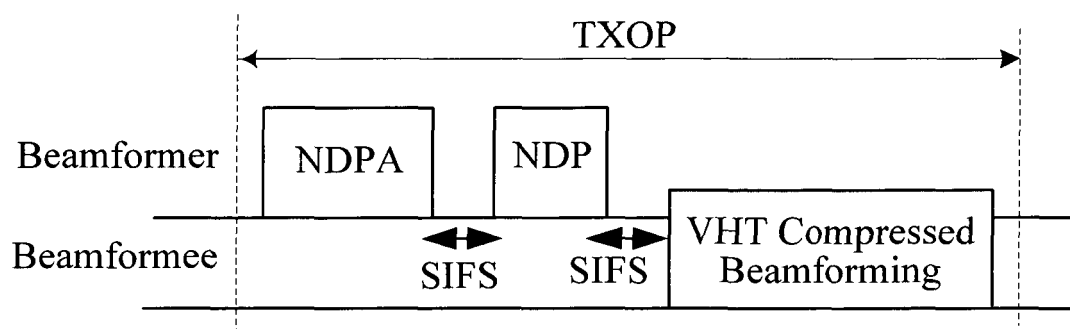 TXOP
Beamformer
NDPA
NDP
Beamformee
SIFS
SIFS
VHT Compressed
Beamforming